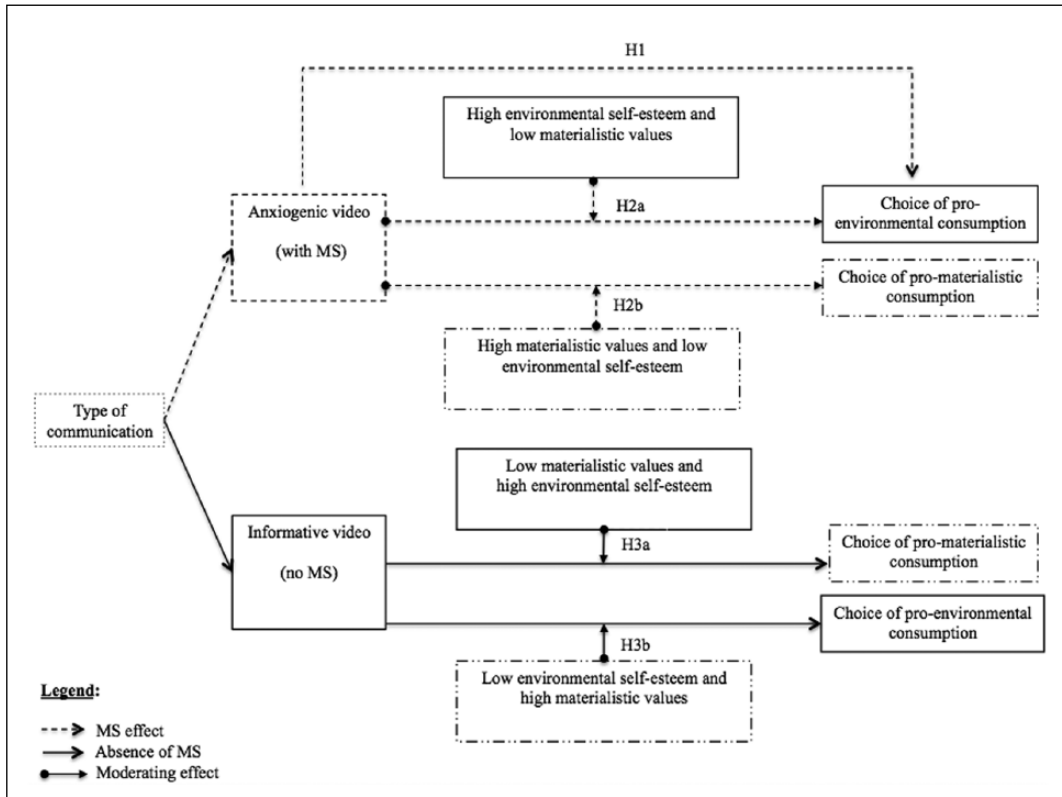 H1
High environmental self-esteem and
low materialistic values
H2a
Anxiogenic video
(with MS)
Choice of pro-
environmental consumption
Choice of pro-materialistic
consumption
H2b
High materialistic values and low
environmental self-esteem
Type of
communication
Low materialistic values and
high environmental self-esteem
Informative video
(no MS)
H3a
Choice of pro-materialistic
consumption
Choice of pro-environmental
consumption
H3b
Low environmental self-esteem and
high materialistic values
Legend:
MS effect
Absence of MS
Moderating effect